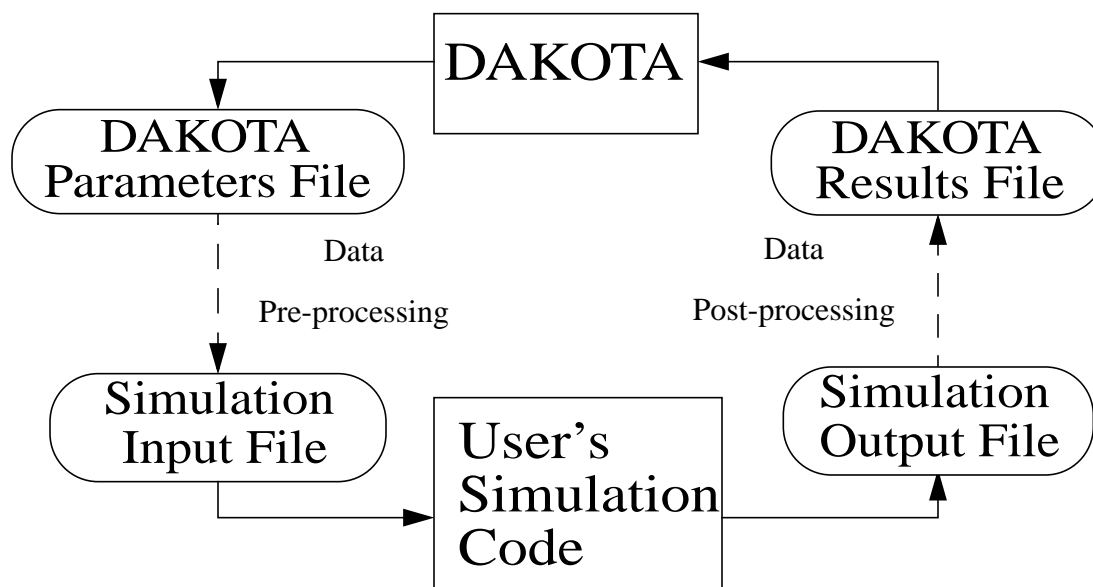 DAKOTA
DAKOTA
Parameters File
DAKOTA
Results File
Data
Pre-processing
Data
Post-processing
Simulation
Input File
User’s
Simulation
Code
Simulation
Output File